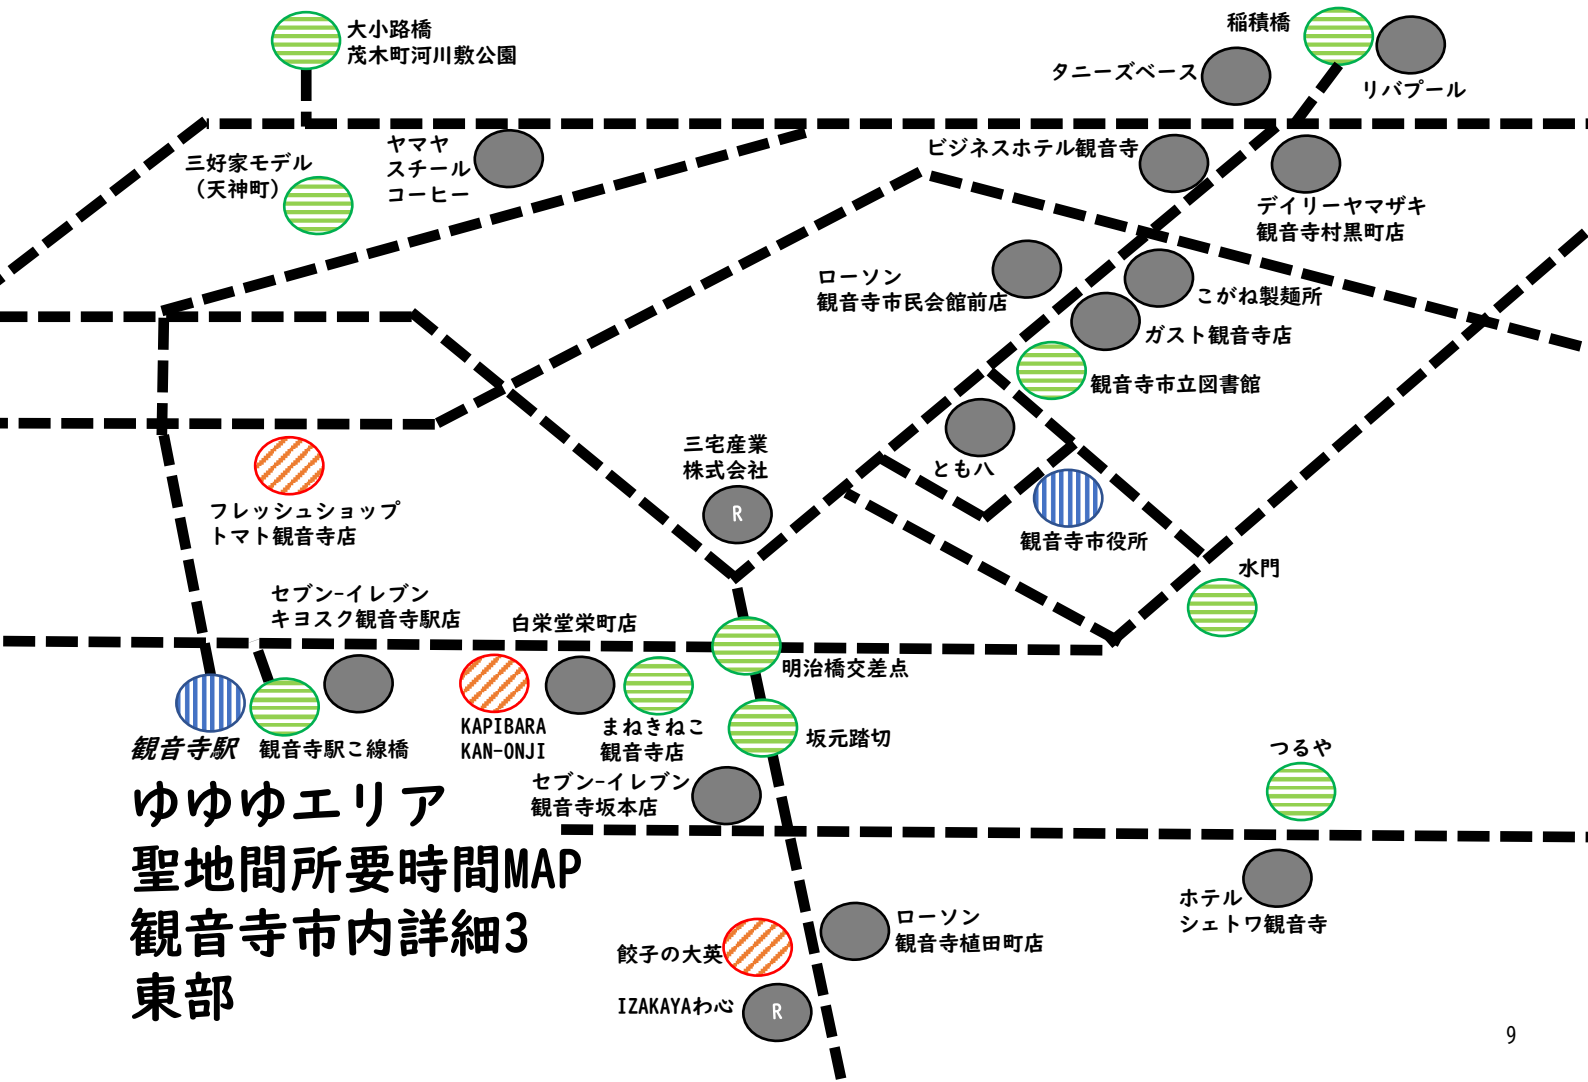 大小路橋
茂木町河川敷公園
稲積橋
タニーズベース
リバプール
ヤマヤ
スチール
コーヒー
三好家モデル
(天神町)
ビジネスホテル観音寺
デイリーヤマザキ
観音寺村黒町店
ローソン
観音寺市民会館前店
こがね製麺所
ガスト観音寺店
観音寺市立図書館
三宅産業
株式会社
R
とも八
観音寺市役所
フレッシュショップ
トマト観音寺店
水門
セブン-イレブン
キヨスク観音寺駅店
白栄堂栄町店
明治橋交差点
観音寺駅
観音寺駅こ線橋
KAPIBARA
KAN-ONJI
まねきねこ
観音寺店
坂元踏切
つるや
セブン-イレブン
観音寺坂本店
ゆゆゆエリア
聖地間所要時間MAP
観音寺市内詳細3
東部
ホテル
シェトワ観音寺
ローソン
観音寺植田町店
餃子の大英
IZAKAYAわ心
R
9